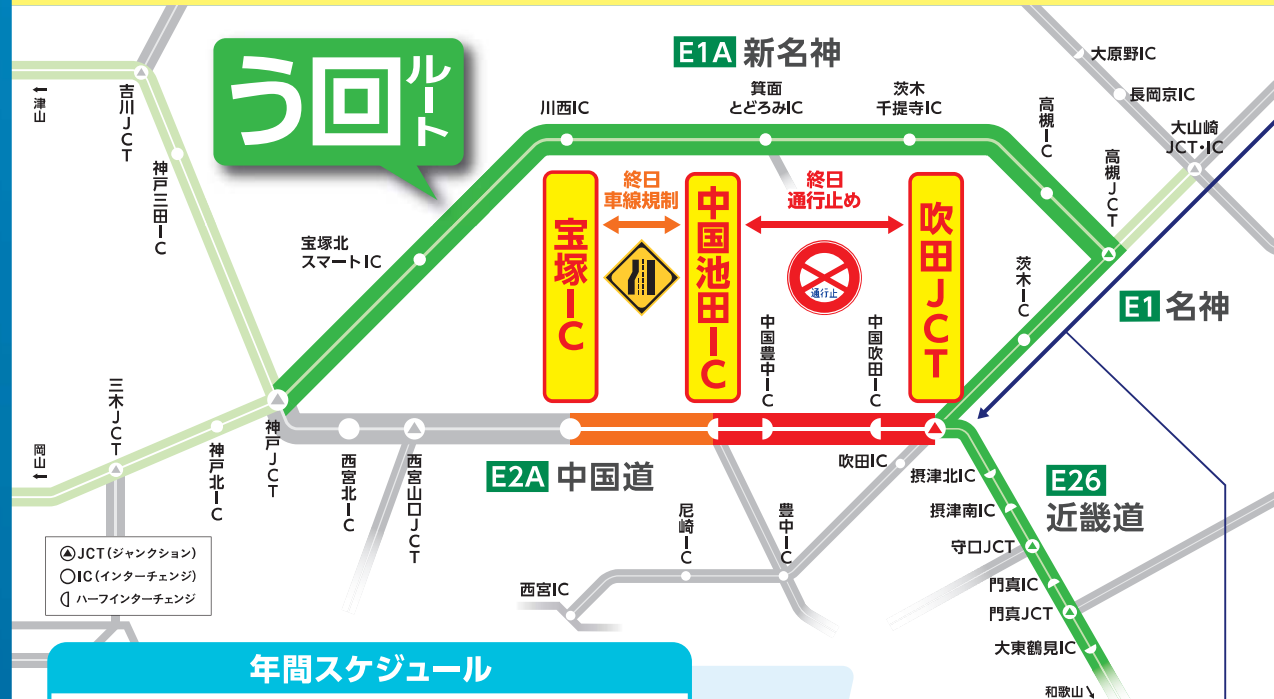 う回
ルート
E1A 新名神
大原野IC
長岡京IC
大山崎
JCT・IC
←津山
吉川JCT
神戸三田IC
川西IC
箕面
とどろみIC
茨木
千提寺IC
高槻IC
高槻JCT
宝塚北
スマートIC
宝塚IC
終日
車線規制
中国池田IC
終日
通行止め
通行止
吹田JCT
中国豊中IC
中国吹田IC
茨木IC
E1 名神
三木JCT
岡山←
神戸北IC
神戸JCT
西宮北IC
西宮山口JCT
E2A 中国道
吹田IC
摂津北IC
E26
近畿道
摂津南IC
守口JCT
門真IC
門真JCT
大東鶴見IC
和歌山↘
尼崎IC
豊中IC
西宮IC
JCT(ジャンクション)
IC(インターチェンジ)
ハーフインターチェンジ
年間スケジュール